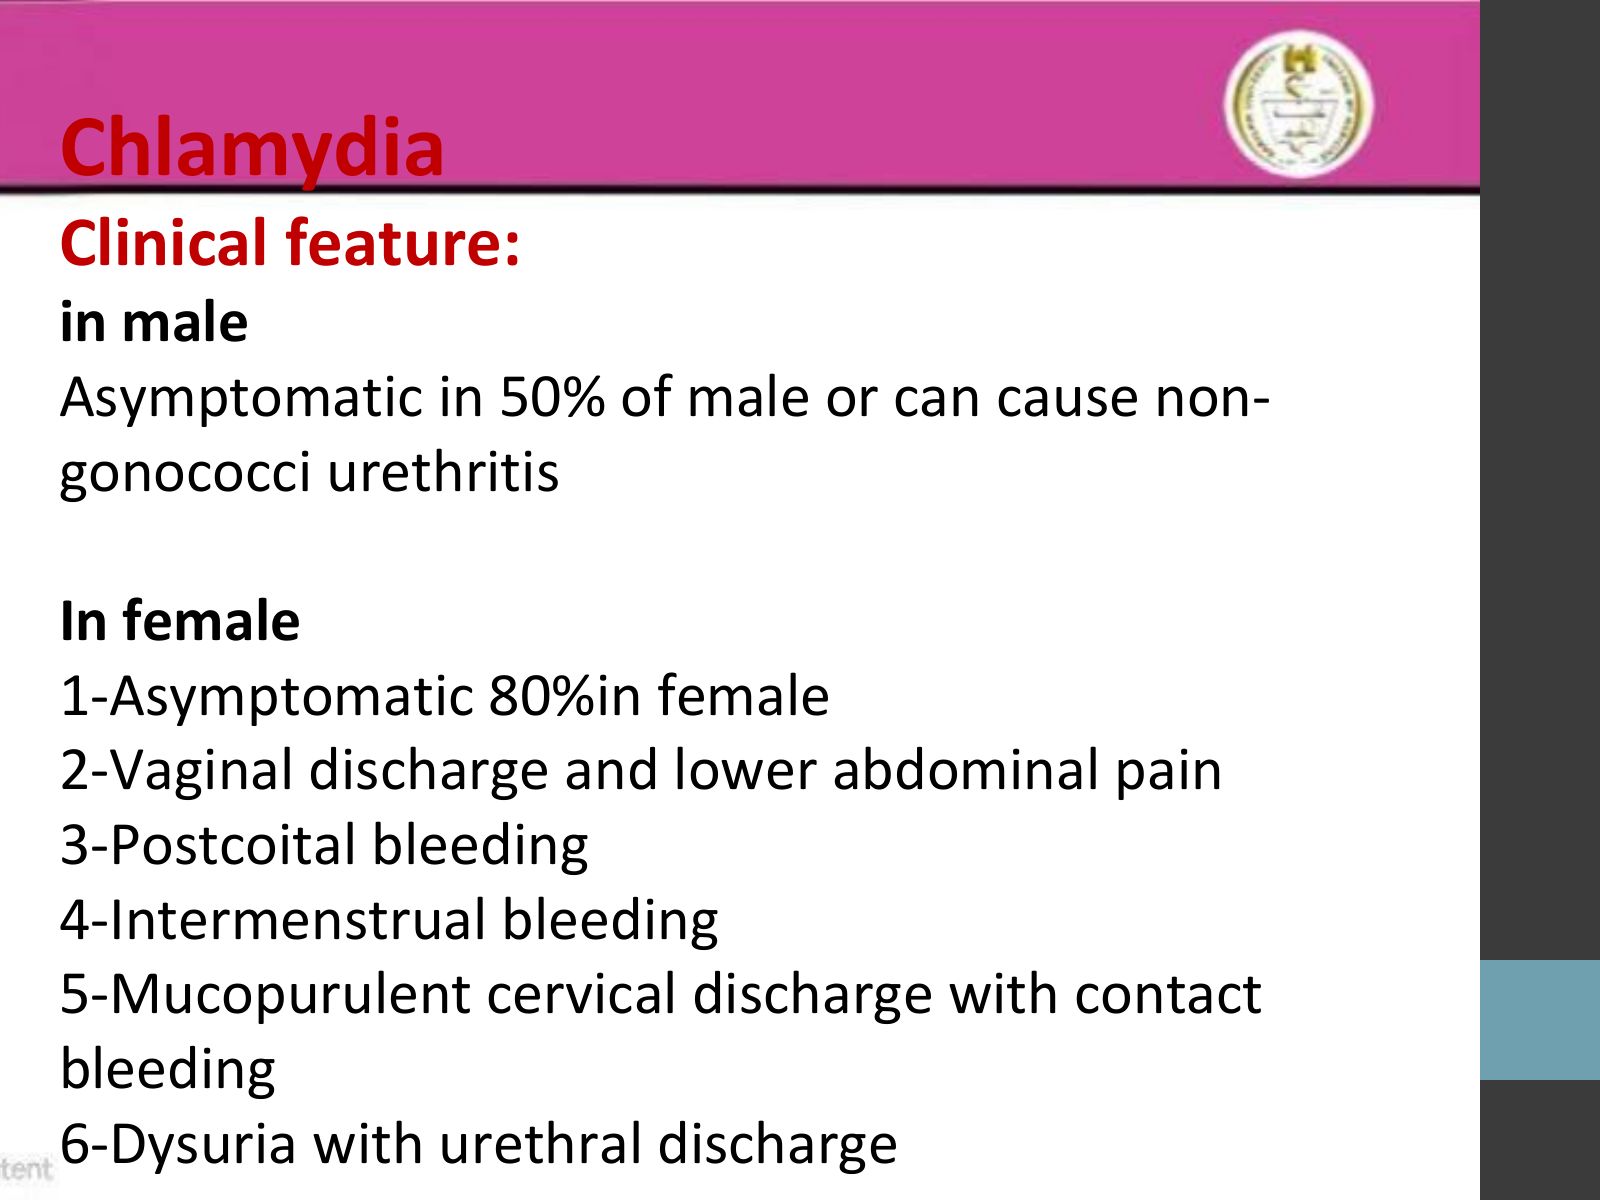 Chlamydia
Clinical feature:
in male
Asymptomatic in 50% of male or can cause non-
gonococci urethritis
In female
1-Asymptomatic 80%in female
2-Vaginal discharge and lower abdominal pain
3-Postcoital bleeding
4-Intermenstrual bleeding
5-Mucopurulent cervical discharge with contact
bleeding
6-Dysuria with urethral discharge
tent